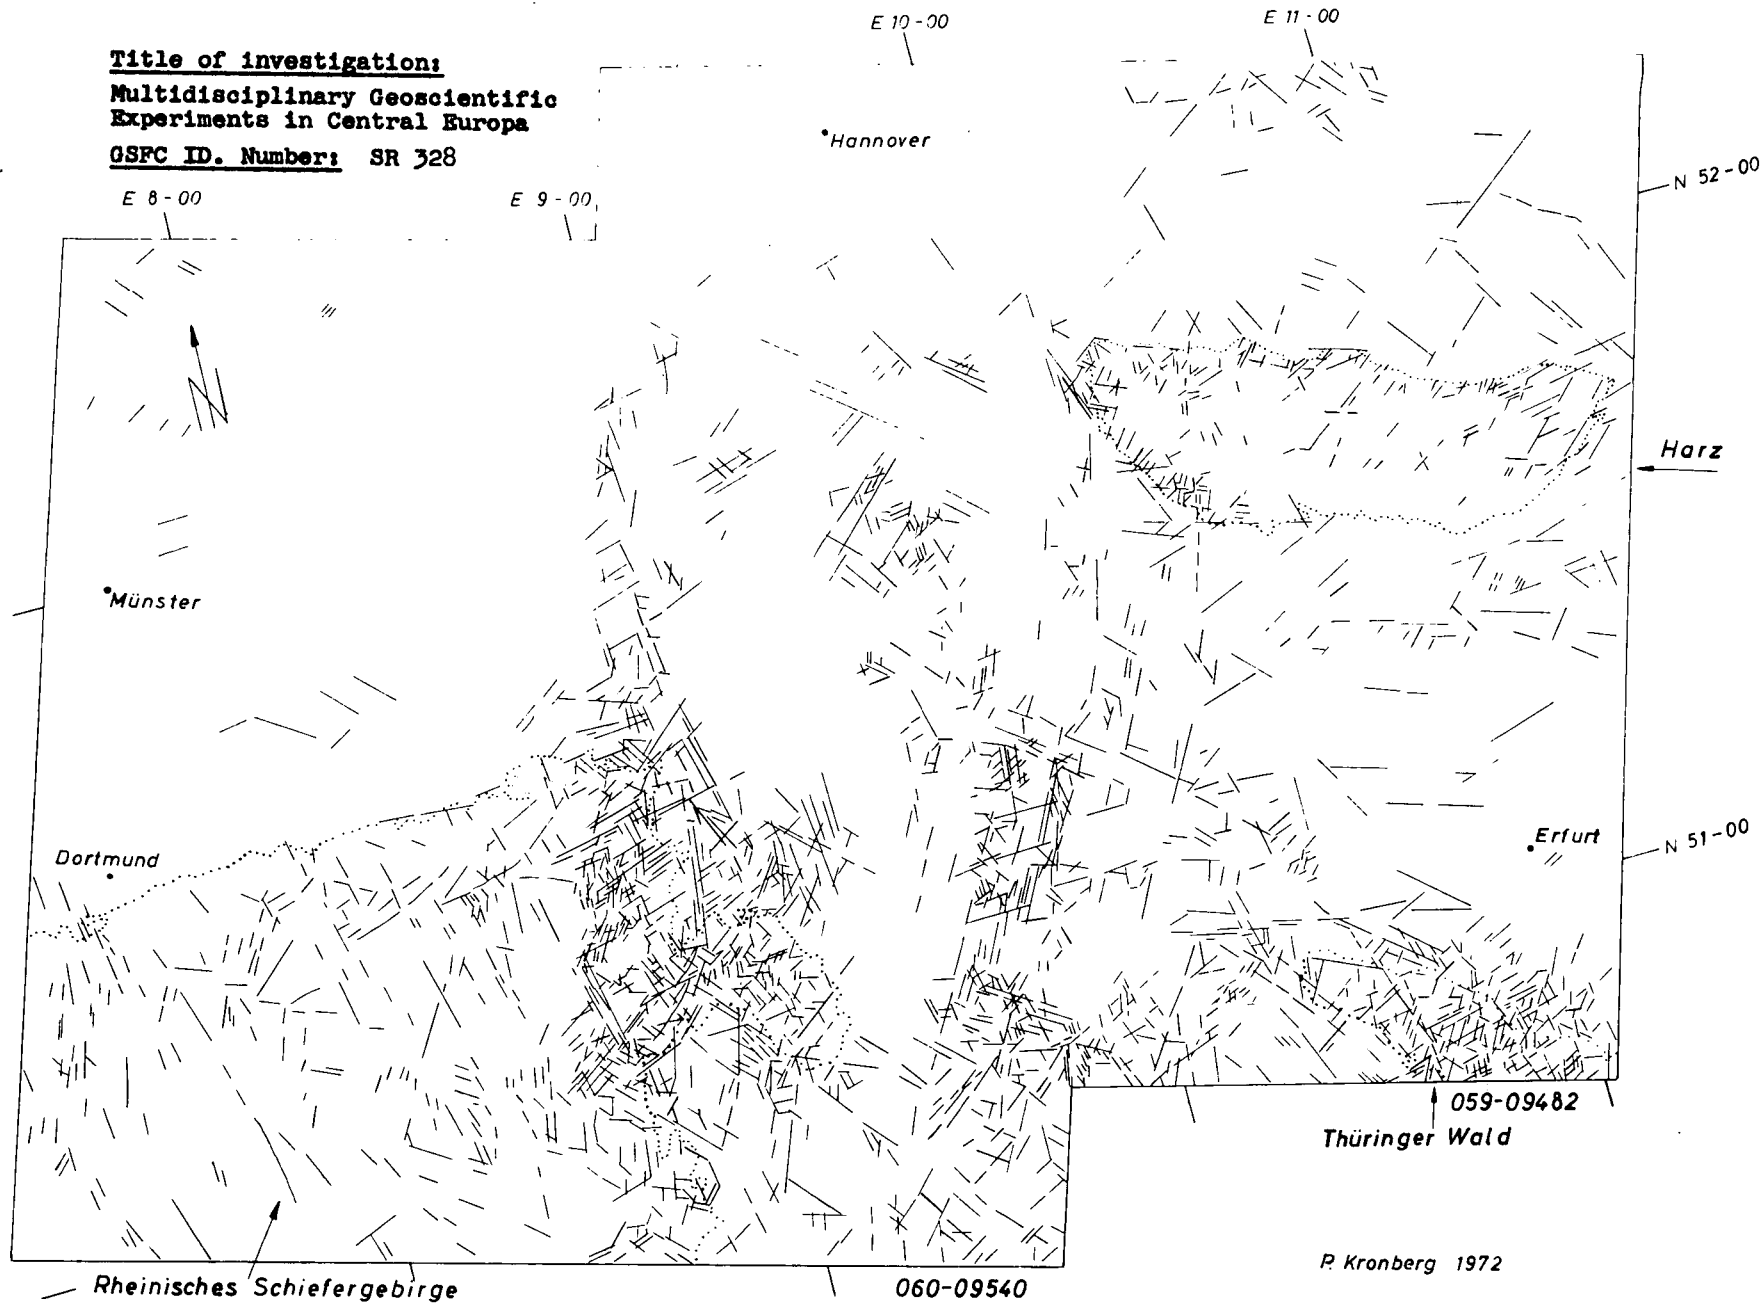 E 10-00
E 11-00
Title of investigation:
Multidisciplinary Geoscientific
Experiments in Central Europa
GSFC ID. Number: SR 328
Hannover
N 52-00
E 8-00
E 9-00
N
Harz
Münster
Dortmund
Erfurt
N 51-00
059-09482
Thüringer Wald
P. Kronberg 1972
Rheinisches Schiefergebirge
060-09540